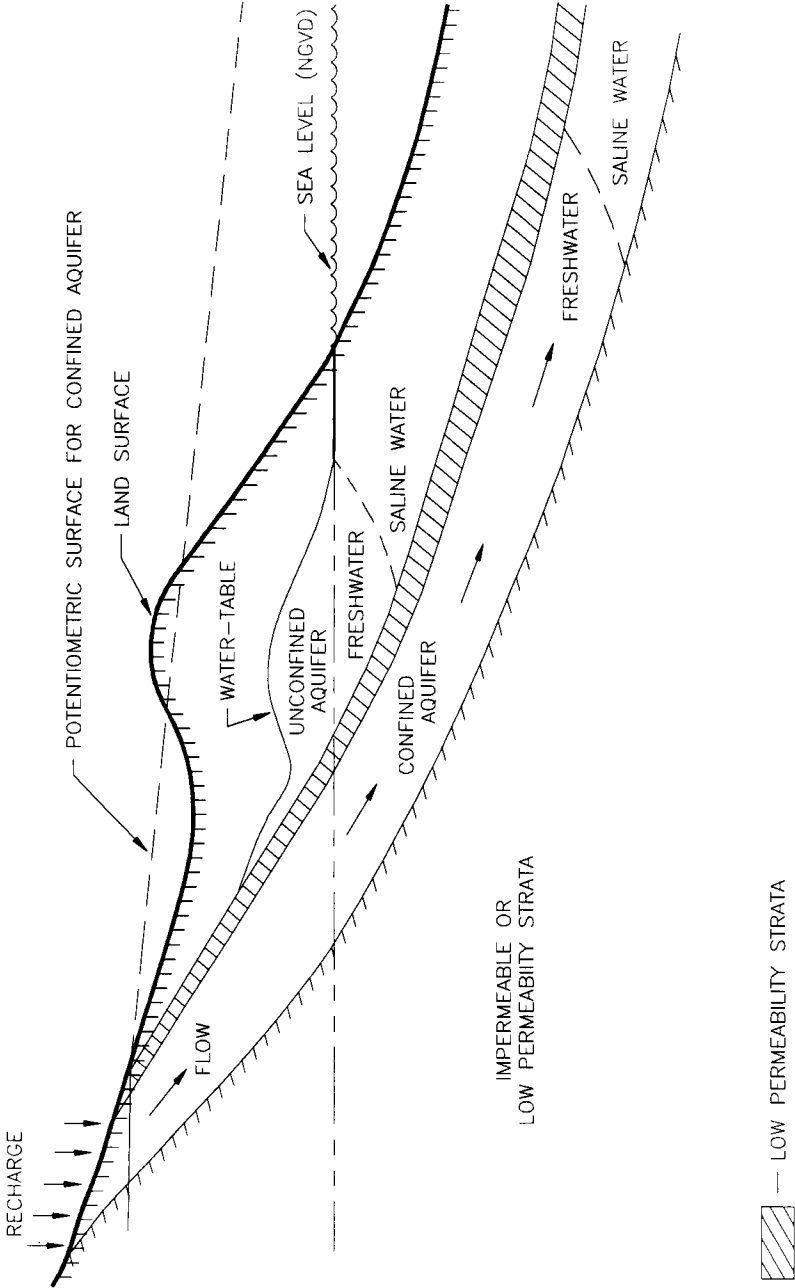 RECHARGE
POTENTIOMETRIC SURFACE FOR CONFINED AQUIFER
LAND SURFACE
SEA LEVEL (NGVD)
WATER-TABLE
UNCONFINED
AQUIFER
FRESHWATER
SALINE WATER
FLOW
CONFINED
AQUIFER
FRESHWATER
SALINE WATER
IMPERMEABLE OR
LOW PERMEABIITY STRATA
— LOW PERMEABILITY STRATA